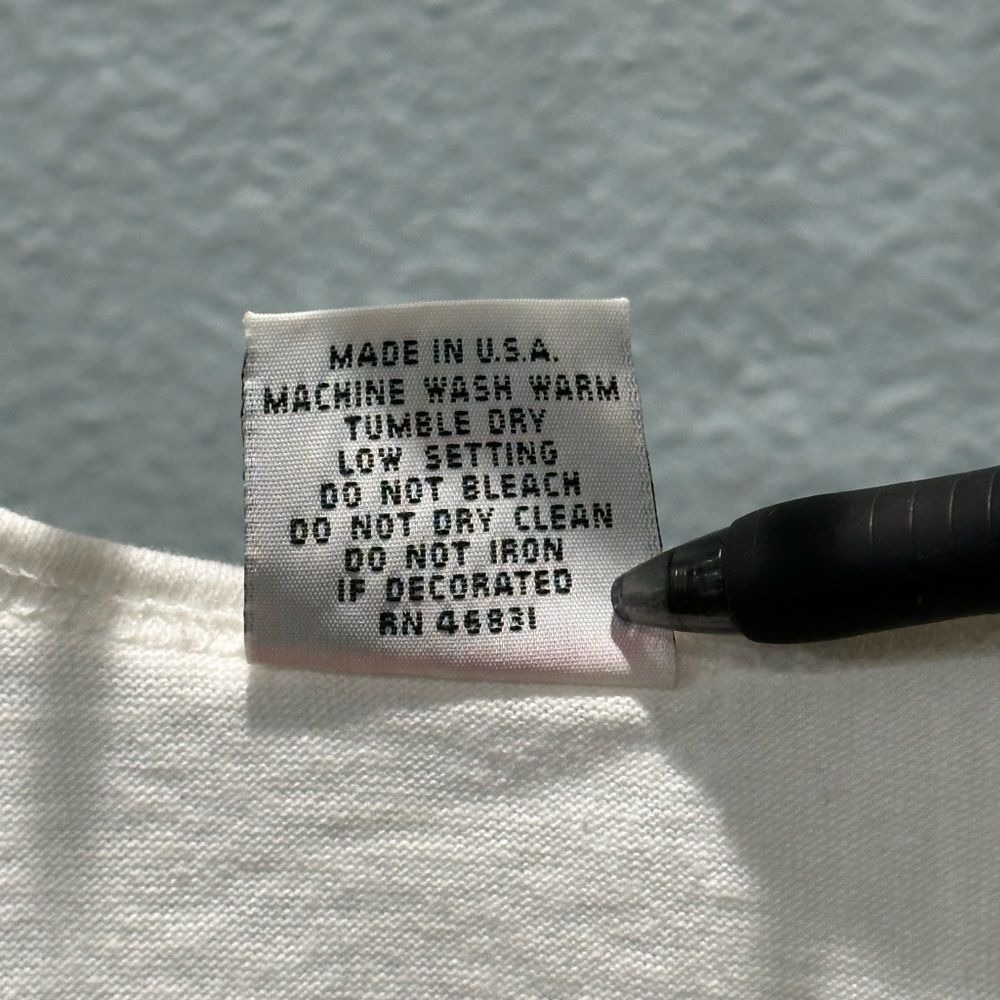 MADE IN U.S.A.
MACHINE WASH WARM
TUMBLE DRY
LOW SETTING
DO NOT BLEACH
DO NOT DRY CLEAN
DO NOT IRON
IF DECORATED
RN 46831